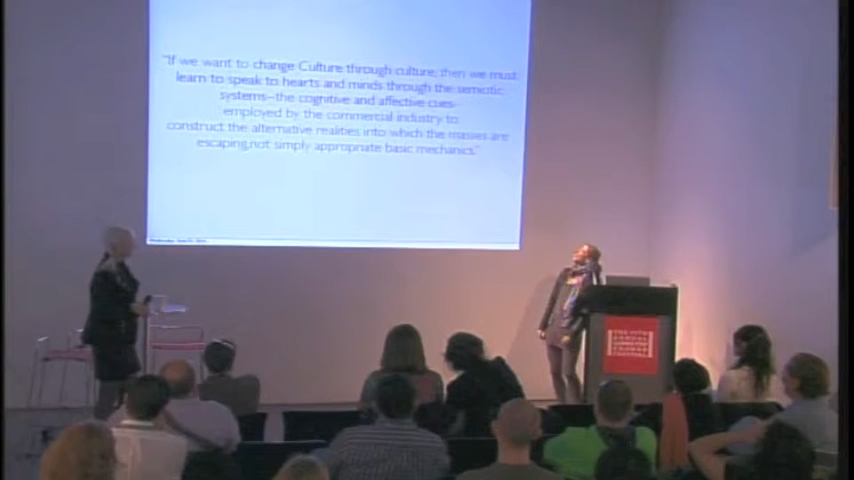 "If we want to change Culture through culture, then we must
learn to speak to hearts and minds through the semiotic
systems--the cognitive and affective cues-
employed by the commercial industry to
construct the alternative realities into which the masses are
escaping,not simply appropriate basic mechanics."
ANNUAL